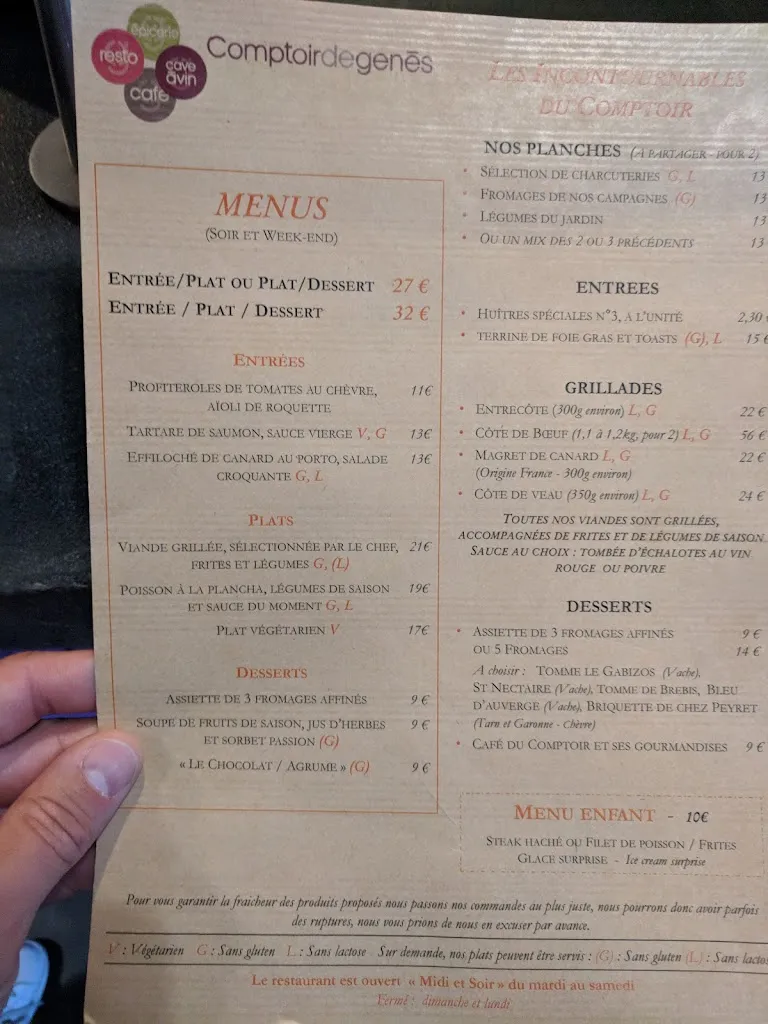 épicerie
resto
cave
à vin
café
Comptoirdegenēs
MENUS
(SOIR ET WEEK-END)
ENTRÉE/PLAT OU PLAT/DESSERT 27 €
ENTRÉE / PLAT / DESSERT 32 €
ENTRÉES
PROFITEROLES DE TOMATES AU CHÈVRE, 11€
AÏOLI DE ROQUETTE
TARTARE DE SAUMON, SAUCE VIERGE V, G 13€
EFFILOCHÉ DE CANARD AU PORTO, SALADE 13€
CROQUANTE G, L
PLATS
VIANDE GRILLÉE, SÉLECTIONNÉE PAR LE CHEF, 21€
FRITES ET LÉGUMES G, (L)
POISSON À LA PLANCHA, LÉGUMES DE SAISON 19€
ET SAUCE DU MOMENT G, L
PLAT VÉGÉTARIEN V 17€
DESSERTS
ASSIETTE DE 3 FROMAGES AFFINÉS 9 €
SOUPE DE FRUITS DE SAISON, JUS D'HERBES 9 €
ET SORBET PASSION (G)
« LE CHOCOLAT / AGRUME » (G) 9 €
LES INCONTOURNABLES
DU COMPTOIR
NOS PLANCHES (A PARTAGER - POUR 2)
• SÉLECTION DE CHARCUTERIES G, L 13
• FROMAGES DE NOS CAMPAGNES (G) 13
• LÉGUMES DU JARDIN 13
• OU UN MIX DES 2 OU 3 PRÉCÉDENTS 13
ENTREES
• HUÎTRES SPÉCIALES N°3, A L'UNITÉ 2,30
• TERRINE DE FOIE GRAS ET TOASTS (G), L 15 €
GRILLADES
• ENTRECÔTE (300g environ) L, G 22 €
• CÔTE DE BŒUF (1,1 à 1,2kg, pour 2) L, G 56 €
• MAGRET DE CANARD L, G 22 €
(Origine France - 300g environ)
• CÔTE DE VEAU (350g environ) L, G 24 €
TOUTES NOS VIANDES SONT GRILLÉES,
ACCOMPAGNÉES DE FRITES ET DE LÉGUMES DE SAISON.
SAUCE AU CHOIX : TOMBÉE D'ÉCHALOTES AU VIN
ROUGE OU POIVRE
DESSERTS
• ASSIETTE DE 3 FROMAGES AFFINÉS 9 €
OU 5 FROMAGES 14 €
A choisir : TOMME LE GABIZOS (Vache),
ST NECTAIRE (Vache), TOMME DE BREBIS, BLEU
D'AUVERGE (Vache), BRIQUETTE DE CHEZ PEYRET
(Tarn et Garonne - Chèvre)
• CAFÉ DU COMPTOIR ET SES GOURMANDISES 9 €
MENU ENFANT - 10€
STEAK HACHÉ OU FILET DE POISSON / FRITES
GLACE SURPRISE - Ice cream surprise
Pour vous garantir la fraicheur des produits proposés nous passons nos commandes au plus juste, nous pourrons donc avoir parfois
des ruptures, nous vous prions de nous en excuser par avance.
V : Végétarien G : Sans gluten L : Sans lactose Sur demande, nos plats peuvent être servis : (G) : Sans gluten (L) : Sans lactos
Le restaurant est ouvert « Midi et Soir » du mardi au samedi
Fermé : dimanche et lundi